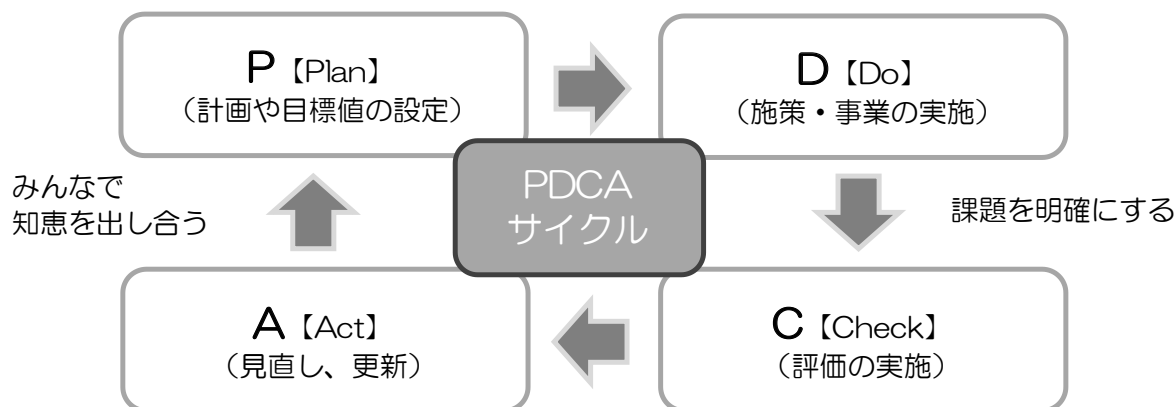 P【Plan】
（計画や目標値の設定）
D【Do】
（施策・事業の実施）
PDCA
サイクル
みんなで
知恵を出し合う
課題を明確にする
A【Act】
（見直し、更新）
C【Check】
（評価の実施）